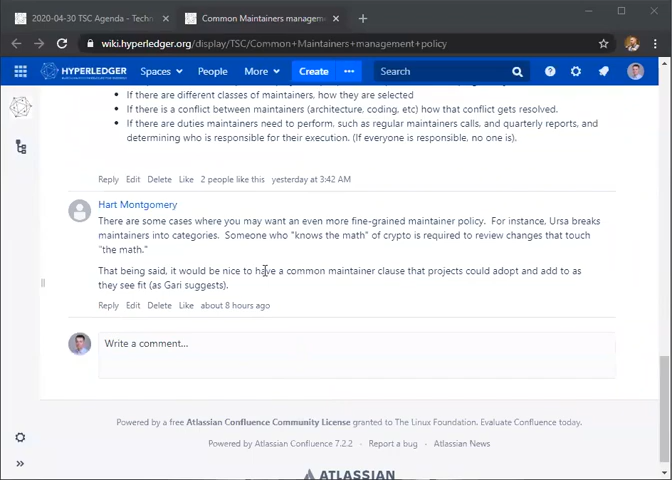 2020-04-30 TSC Agenda - Techn
Common Maintainers managem
wiki.hyperledger.org/display/TSC/Common+Maintainers+management+policy
HYPERLEDGER
Spaces
People
More
Create
Search
If there are different classes of maintainers, how they are selected
If there is a conflict between maintainers (architecture, coding, etc) how that conflict gets resolved.
If there are duties maintainers need to perform, such as regular maintainers calls, and quarterly reports, and
determining who is responsible for their execution. (If everyone is responsible, no one is).
Reply Edit Delete Like 2 people like this yesterday at 3:42 AM
Hart Montgomery
There are some cases where you may want an even more fine-grained maintainer policy. For instance, Ursa breaks
maintainers into categories. Someone who "knows the math" of crypto is required to review changes that touch
"the math."
That being said, it would be nice to have a common maintainer clause that projects could adopt and add to as
they see fit (as Gari suggests).
Reply Edit Delete Like about 8 hours ago
Write a comment...
Powered by a free Atlassian Confluence Community License granted to The Linux Foundation. Evaluate Confluence today.
Powered by Atlassian Confluence 7.2.2 · Report a bug · Atlassian News
ATLASSIAN